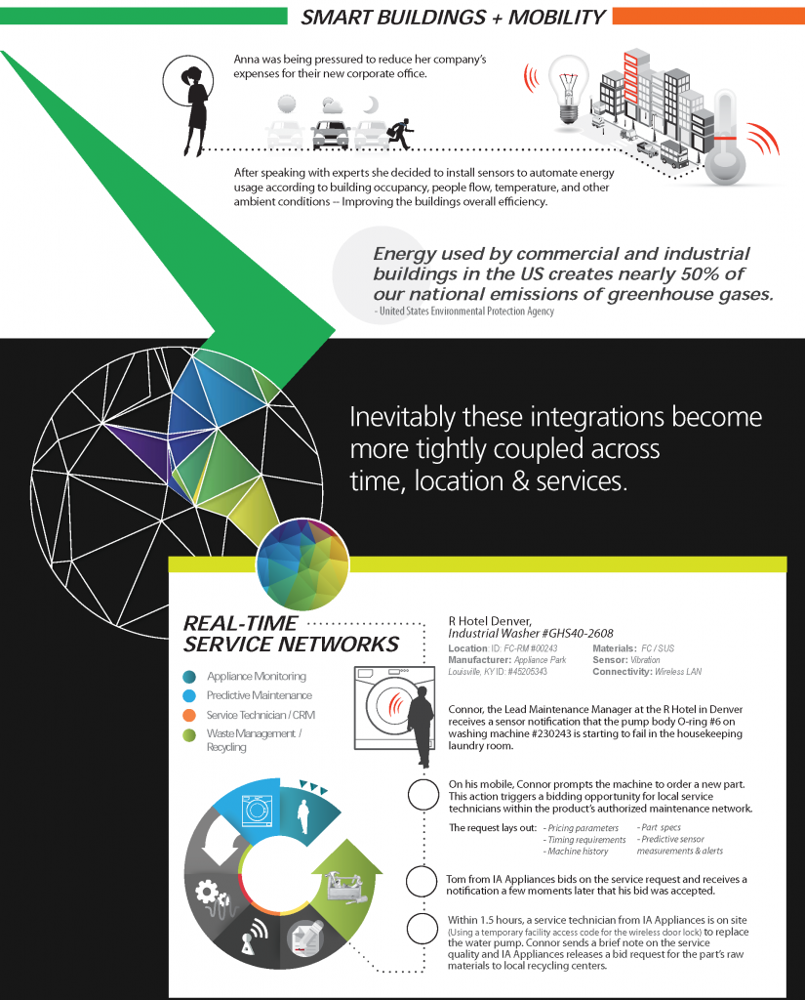 SMART BUILDINGS + MOBILITY
Anna was being pressured to reduce her company's
expenses for their new corporate office.
After speaking with experts she decided to install sensors to automate energy
usage according to building occupancy, people flow, temperature, and other
ambient conditions -- Improving the buildings overall efficiency.
Energy used by commercial and industrial
buildings in the US creates nearly 50% of
our national emissions of greenhouse gases.
- United States Environmental Protection Agency
Inevitably these integrations become
more tightly coupled across
time, location & services.
REAL-TIME
SERVICE NETWORKS
Appliance Monitoring
Predictive Maintenance
Service Technician / CRM
Waste Management /
Recycling
R Hotel Denver,
Industrial Washer #GHS40-2608
Location: ID: FC-RM #00243
Manufacturer: Appliance Park
Louisville, KY ID: #45205343
Materials: FC / SUS
Sensor: Vibration
Connectivity: Wireless LAN
Connor, the Lead Maintenance Manager at the R Hotel in Denver
receives a sensor notification that the pump body O-ring #6 on
washing machine #230243 is starting to fail in the housekeeping
laundry room.
On his mobile, Connor prompts the machine to order a new part.
This action triggers a bidding opportunity for local service
technicians within the product's authorized maintenance network.
The request lays out:
- Pricing parameters
- Timing requirements
- Machine history
- Part specs
- Predictive sensor
measurements & alerts
Tom from IA Appliances bids on the service request and receives a
notification a few moments later that his bid was accepted.
Within 1.5 hours, a service technician from IA Appliances is on site
(Using a temporary facility access code for the wireless door lock) to replace
the water pump. Connor sends a brief note on the service
quality and IA Appliances releases a bid request for the part's raw
materials to local recycling centers.